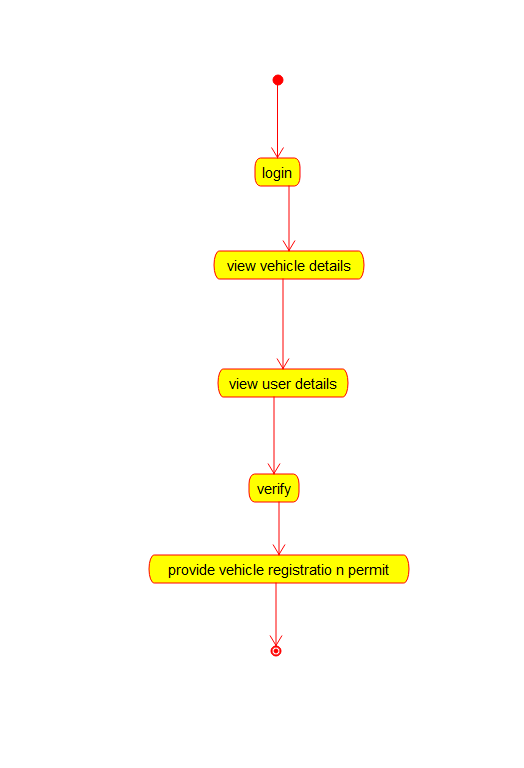 login
view vehicle details
view user details
verify
provide vehicle registratio n permit